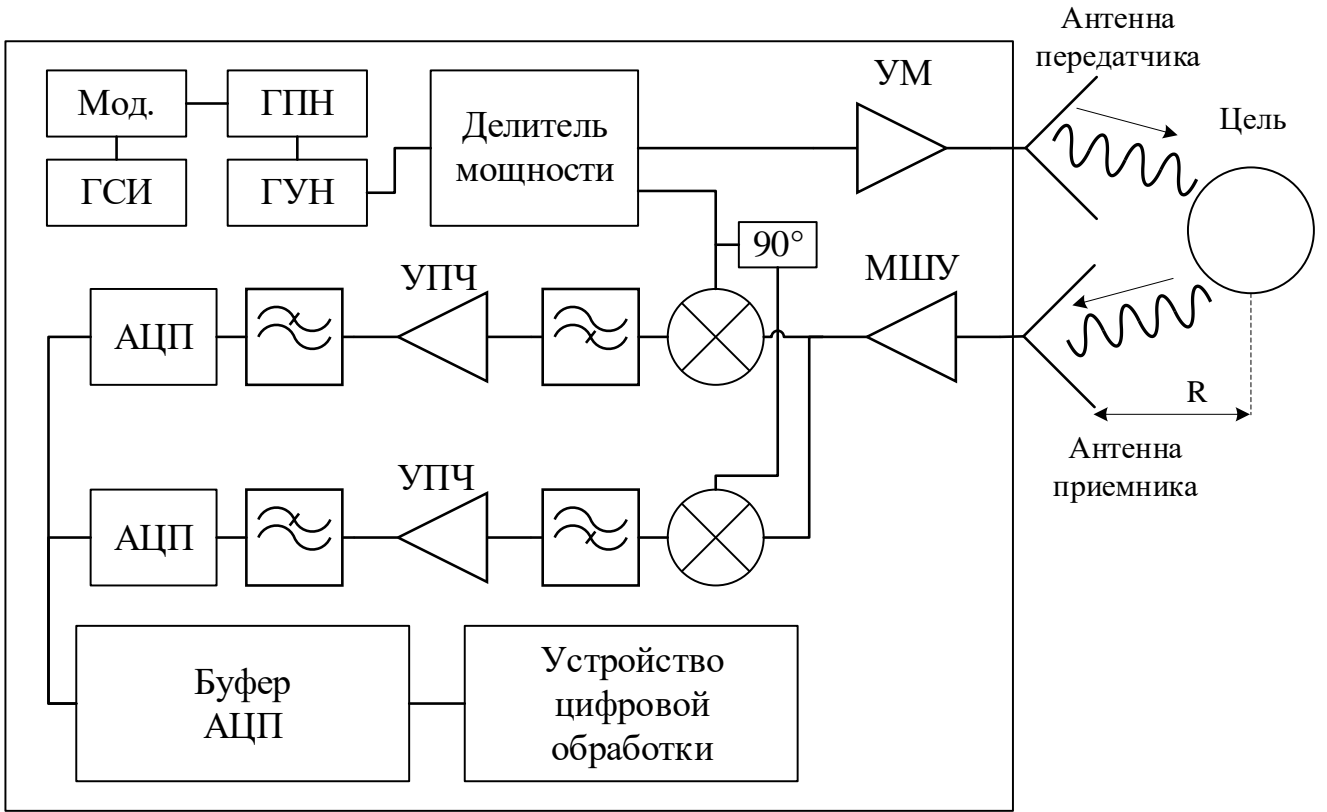 Антенна
передатчика
УМ
Цель
Мод.
ГПН
Делитель
мощности
ГСИ
ГУН
90°
МШУ
УПЧ
АЦП
R
Антенна
приемника
УПЧ
АЦП
Буфер
АЦП
Устройство
цифровой
обработки